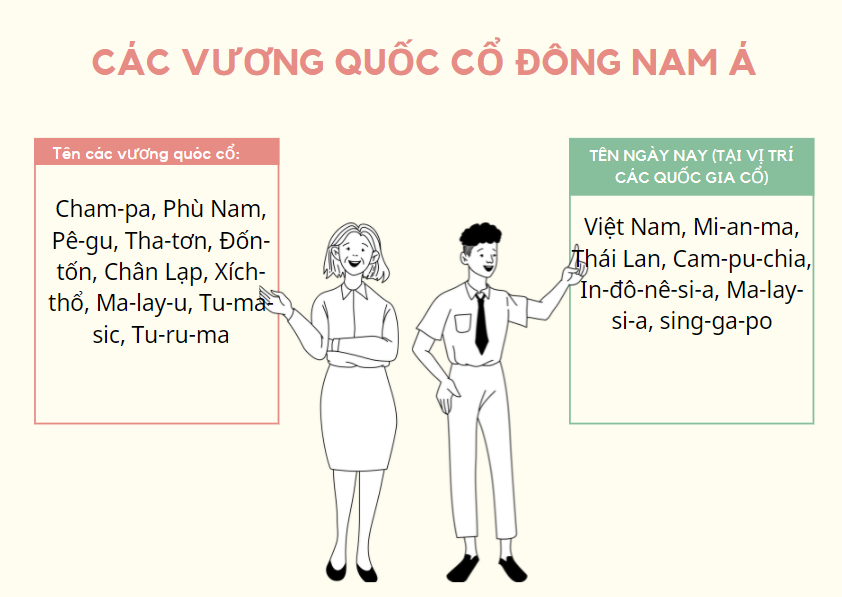 CÁC VƯƠNG QUỐC CỔ ĐÔNG NAM Á
Tên các vương quóc cổ:
Cham-pa, Phù Nam,
Pê-gu, Tha-tơn, Đốn-
tốn, Chân Lạp, Xích-
thổ, Ma-lay-u, Tu-ma-
sic, Tu-ru-ma
TÊN NGÀY NAY (TẠI VỊ TRÍ
CÁC QUỐC GIA CỔ)
Việt Nam, Mi-an-ma,
Thái Lan, Cam-pu-chia,
In-đô-nê-si-a, Ma-lay-
si-a, sing-ga-po